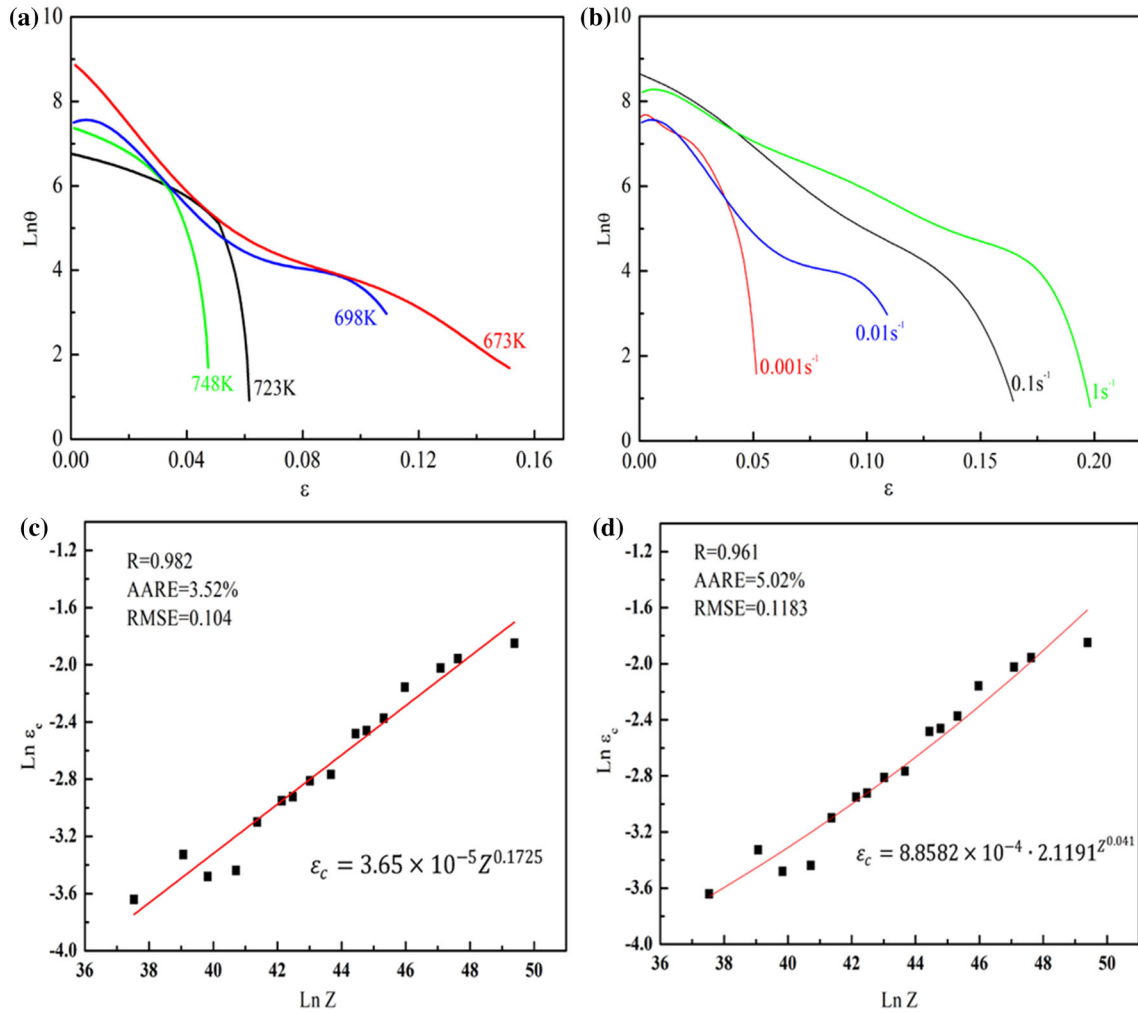 (a)
10
8
6
4
2
0
Lnθ
698K
673K
748K
723K
0.00
0.04
0.08
0.12
0.16
ε
(b)
10
8
6
4
2
0
Lnθ
0.01s⁻¹
0.001s⁻¹
0.1s⁻¹
1s⁻¹
0.00
0.05
0.10
0.15
0.20
ε
(c)
-1.2
-1.6
-2.0
-2.4
-2.8
-3.2
-3.6
-4.0
Ln ε_c
R=0.982
AARE=3.52%
RMSE=0.104
ε_c = 3.65 × 10⁻⁵Z^0.1725
36
38
40
42
44
46
48
50
Ln Z
(d)
-1.2
-1.6
-2.0
-2.4
-2.8
-3.2
-3.6
-4.0
Ln ε_c
R=0.961
AARE=5.02%
RMSE=0.1183
ε_c = 8.8582 × 10⁻⁴ · 2.1191^Z^0.041
36
38
40
42
44
46
48
50
Ln Z